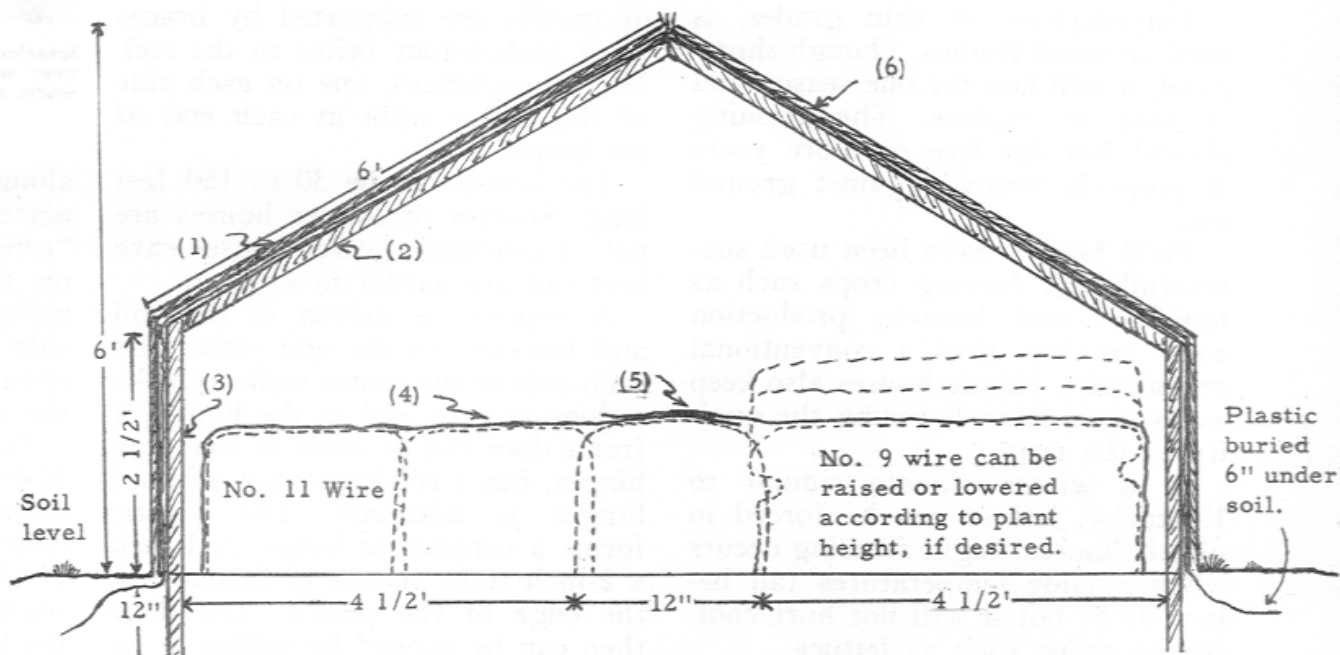 (6)
6'
(1)
(2)
6'
2 1/2'
(3)
(4)
(5)
Soil
level
No. 11 Wire
No. 9 wire can be
raised or lowered
according to plant
height, if desired.
Plastic
buried
6" under
soil.
12"
4 1/2'
12"
4 1/2'